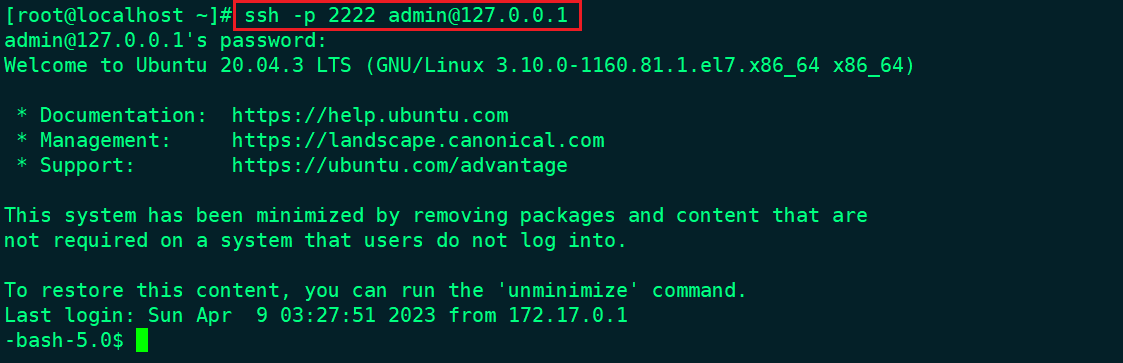 [root@localhost ~]# ssh -p 2222 admin@127.0.0.1
admin@127.0.0.1's password:
Welcome to Ubuntu 20.04.3 LTS (GNU/Linux 3.10.0-1160.81.1.el7.x86_64 x86_64)
* Documentation:  https://help.ubuntu.com
* Management:     https://landscape.canonical.com
* Support:        https://ubuntu.com/advantage
This system has been minimized by removing packages and content that are
not required on a system that users do not log into.
To restore this content, you can run the 'unminimize' command.
Last login: Sun Apr  9 03:27:51 2023 from 172.17.0.1
-bash-5.0$